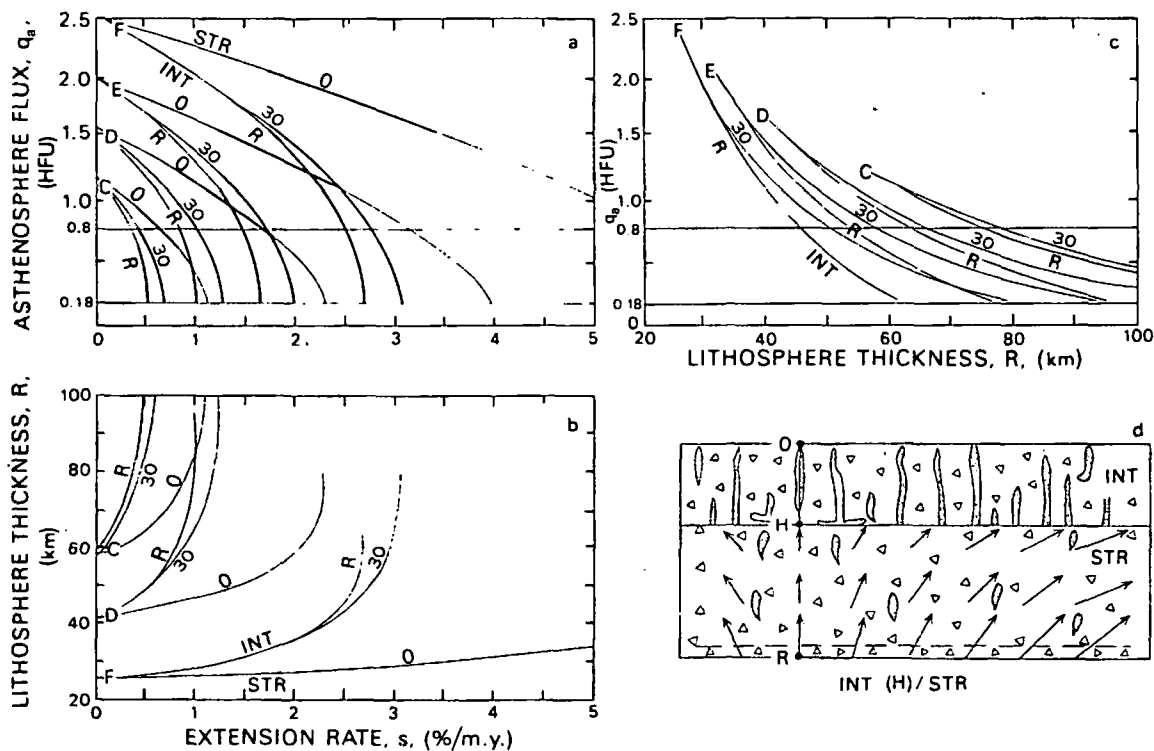 ASTHENOSPHERE FLUX, qa,
(HFU)
2.5
2.0
1.5
1.0
0.8
0.18
0 1 2 3 4 5
a
F
STR
0
INT
E
0
30
R
R
30
D
0
R
30
C
0
R
30
c
qa (HFU)
2.5
2.0
1.5
1.0
0.8
0.18
0
20 40 60 80 100
LITHOSPHERE THICKNESS, R, (km)
F
E
D
C
30
R
30
R
30
R
INT
b
LITHOSPHERE THICKNESS, R,
(km)
100
80
60
40
20
0 1 2 3 4 5
EXTENSION RATE, s, (%/m.y.)
R
30
0
C
R
30
0
D
R
30
INT
F
0
STR
d
O
INT
H
STR
R
INT (H)/STR